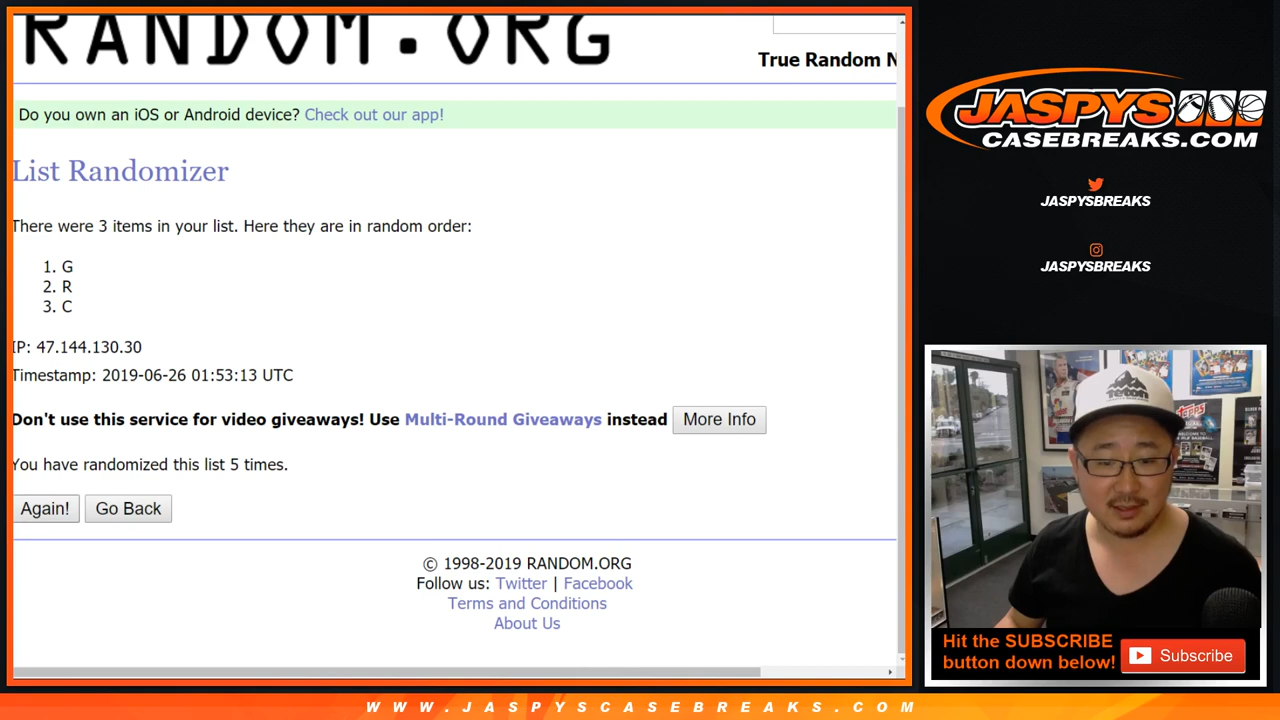 RANDOM.ORG
True Random N
Do you own an iOS or Android device? Check out our app!
List Randomizer
There were 3 items in your list. Here they are in random order:
1. G
2. R
3. C
IP: 47.144.130.30
Timestamp: 2019-06-26 01:53:13 UTC
Don't use this service for video giveaways! Use Multi-Round Giveaways instead More Info
You have randomized this list 5 times.
Again! Go Back
© 1998-2019 RANDOM.ORG
Follow us: Twitter | Facebook
Terms and Conditions
About Us
JASPYS
CASEBREAKS.COM
JASPYSBREAKS
JASPYSBREAKS
Teton
topps
Hit the SUBSCRIBE
button down below!
Subscribe
WWW.JASPYSCASEBREAKS.COM